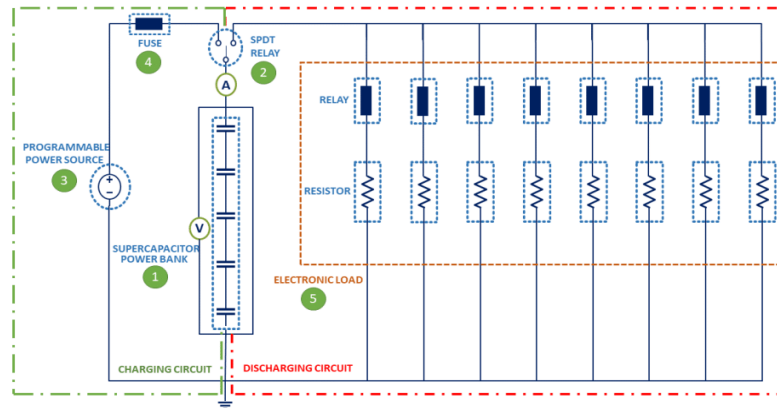 FUSE
4
SPDT
RELAY
2
A
RELAY
PROGRAMMABLE
POWER SOURCE
3
+
−
RESISTOR
V
SUPERCAPACITOR
POWER BANK
1
ELECTRONIC LOAD
5
CHARGING CIRCUIT
DISCHARGING CIRCUIT